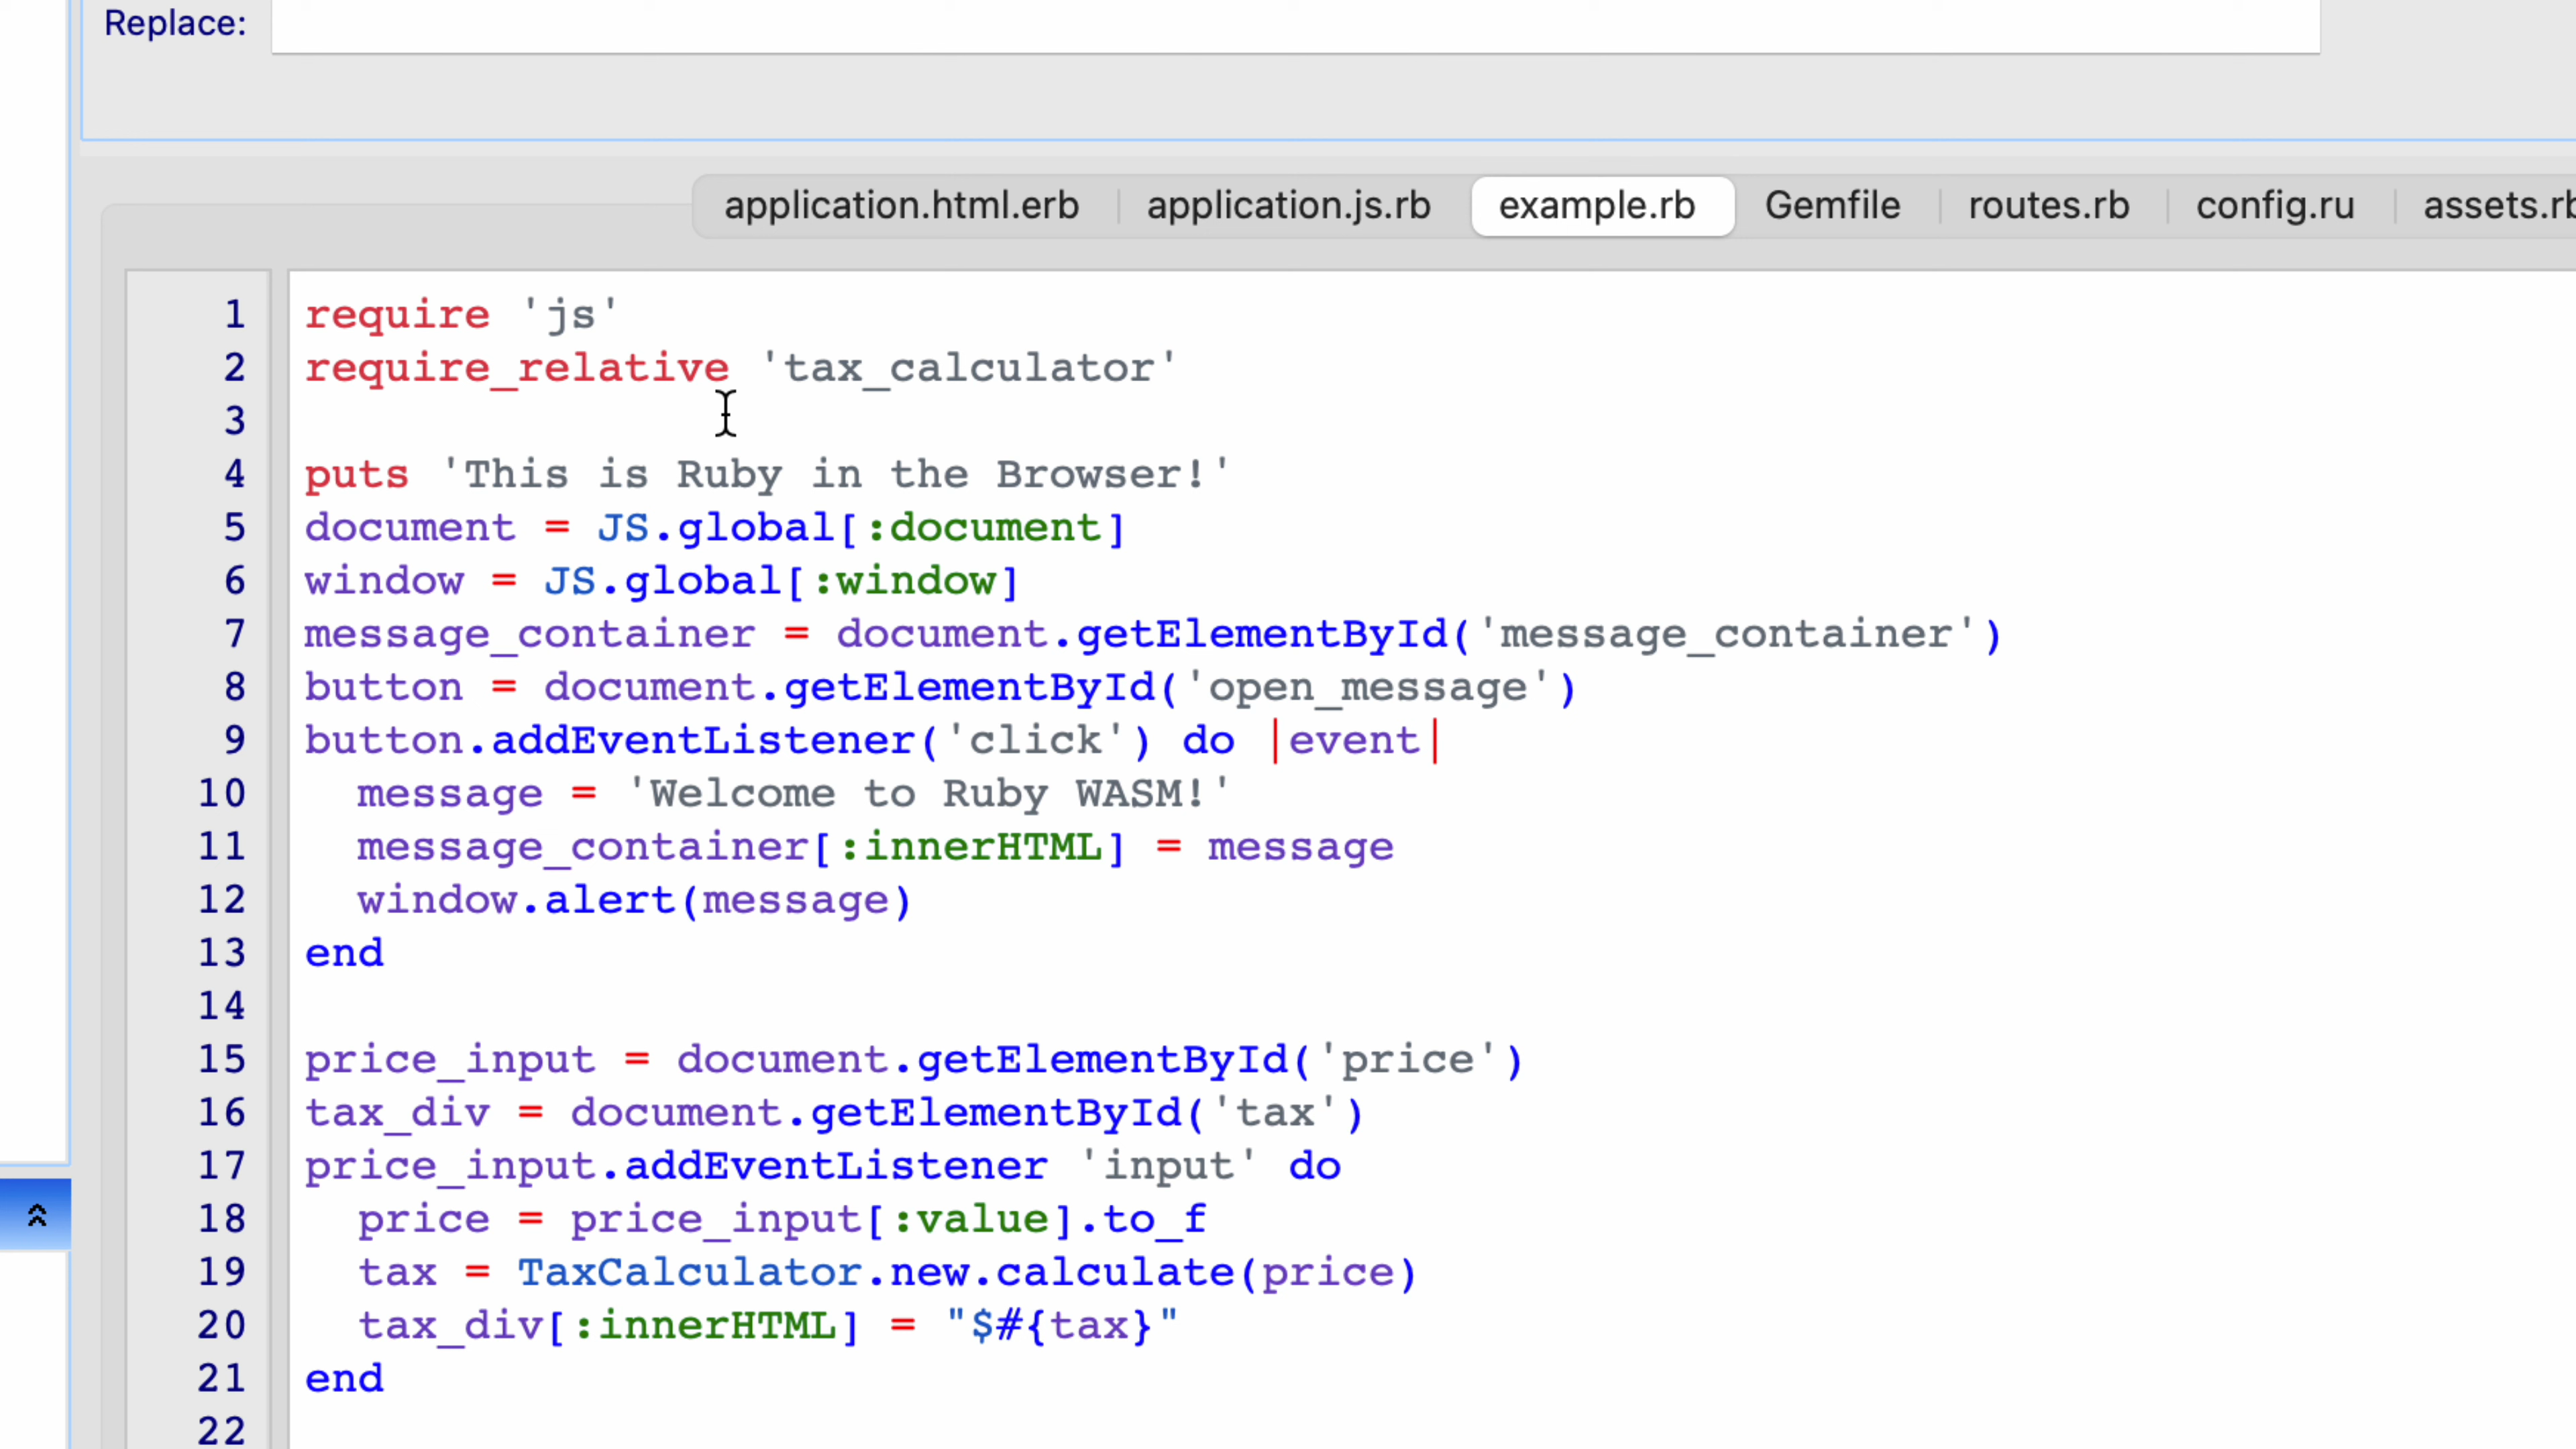 Replace:
application.html.erb application.js.rb example.rb Gemfile routes.rb config.ru
1 require 'js'
2 require_relative 'tax_calculator'
3
4 puts 'This is Ruby in the Browser!'
5 document = JS.global[:document]
6 window = JS.global[:window]
7 message_container = document.getElementById('message_container')
8 button = document.getElementById('open_message')
9 button.addEventListener('click') do |event|
10   message = 'Welcome to Ruby WASM!'
11   message_container[:innerHTML] = message
12   window.alert(message)
13 end
14
15 price_input = document.getElementById('price')
16 tax_div = document.getElementById('tax')
17 price_input.addEventListener 'input' do
18   price = price_input[:value].to_f
19   tax = TaxCalculator.new.calculate(price)
20   tax_div[:innerHTML] = "$#{tax}"
21 end
22